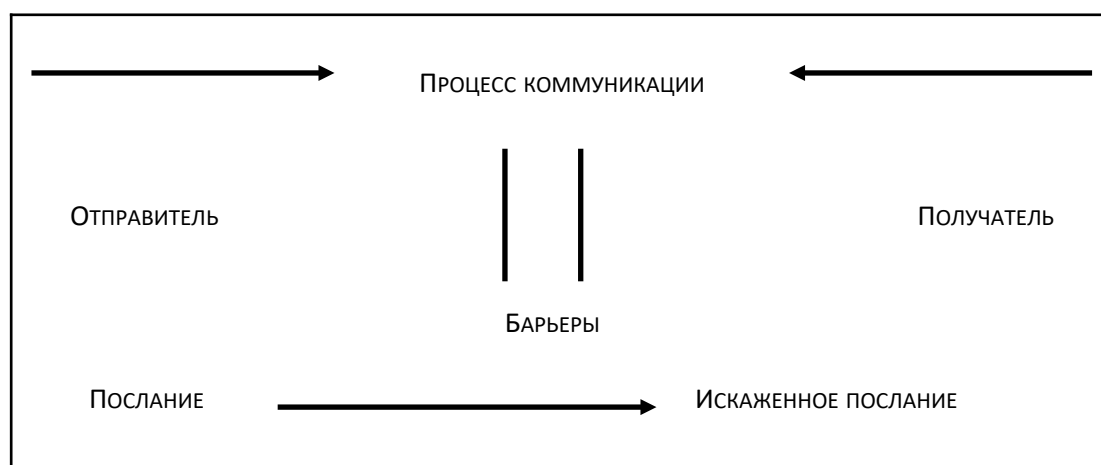 Процесс коммуникации
Отправитель
Получатель
Барьеры
Послание
Искаженное послание